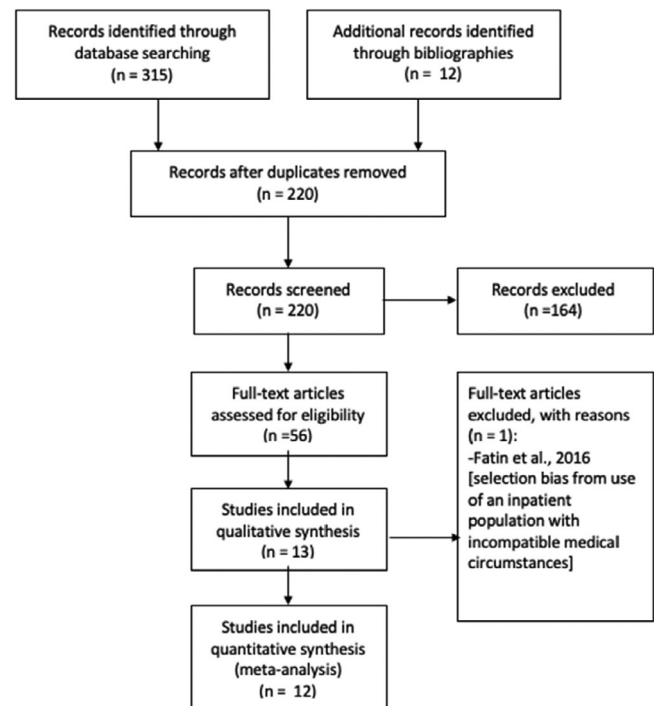 Records identified through
database searching
(n = 315)
Additional records identified
through bibliographies
(n = 12)
Records after duplicates removed
(n = 220)
Records screened
(n = 220)
Records excluded
(n =164)
Full-text articles
assessed for eligibility
(n =56)
Full-text articles
excluded, with reasons
(n = 1):
-Fatin et al., 2016
[selection bias from use
of an inpatient
population with
incompatible medical
circumstances]
Studies included in
qualitative synthesis
(n = 13)
Studies included in
quantitative synthesis
(meta-analysis)
(n = 12)